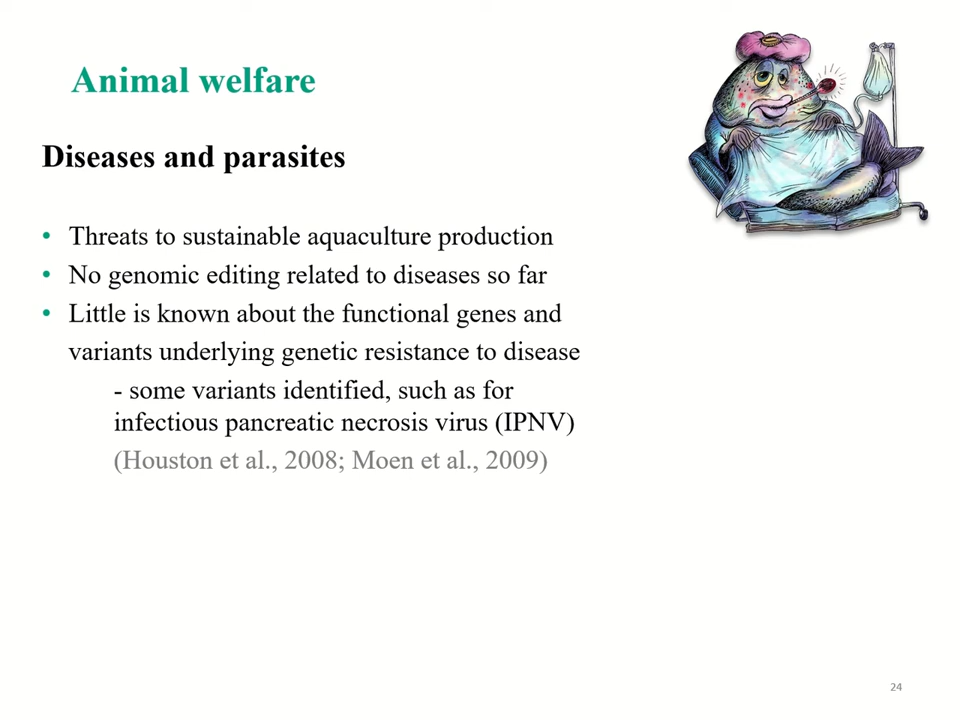 Animal welfare
Diseases and parasites
• Threats to sustainable aquaculture production
• No genomic editing related to diseases so far
• Little is known about the functional genes and
variants underlying genetic resistance to disease
- some variants identified, such as for
infectious pancreatic necrosis virus (IPNV)
(Houston et al., 2008; Moen et al., 2009)
24